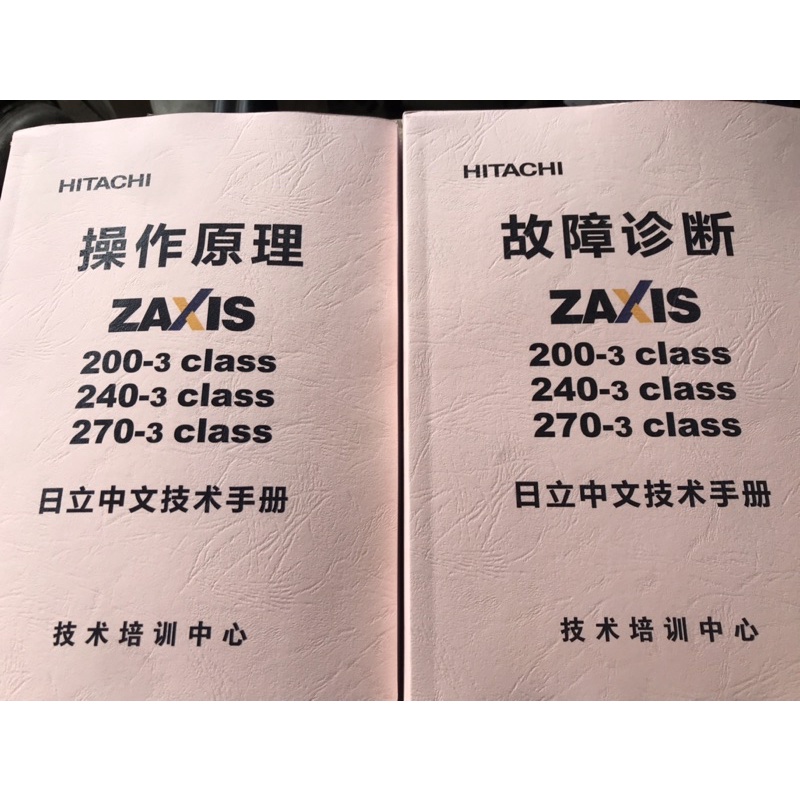 HITACHI
操作原理
ZAXIS
200-3 class
240-3 class
270-3 class
日立中文技术手册
技术培训中心
HITACHI
故障诊断
ZAXIS
200-3 class
240-3 class
270-3 class
日立中文技术手册
技术培训中心